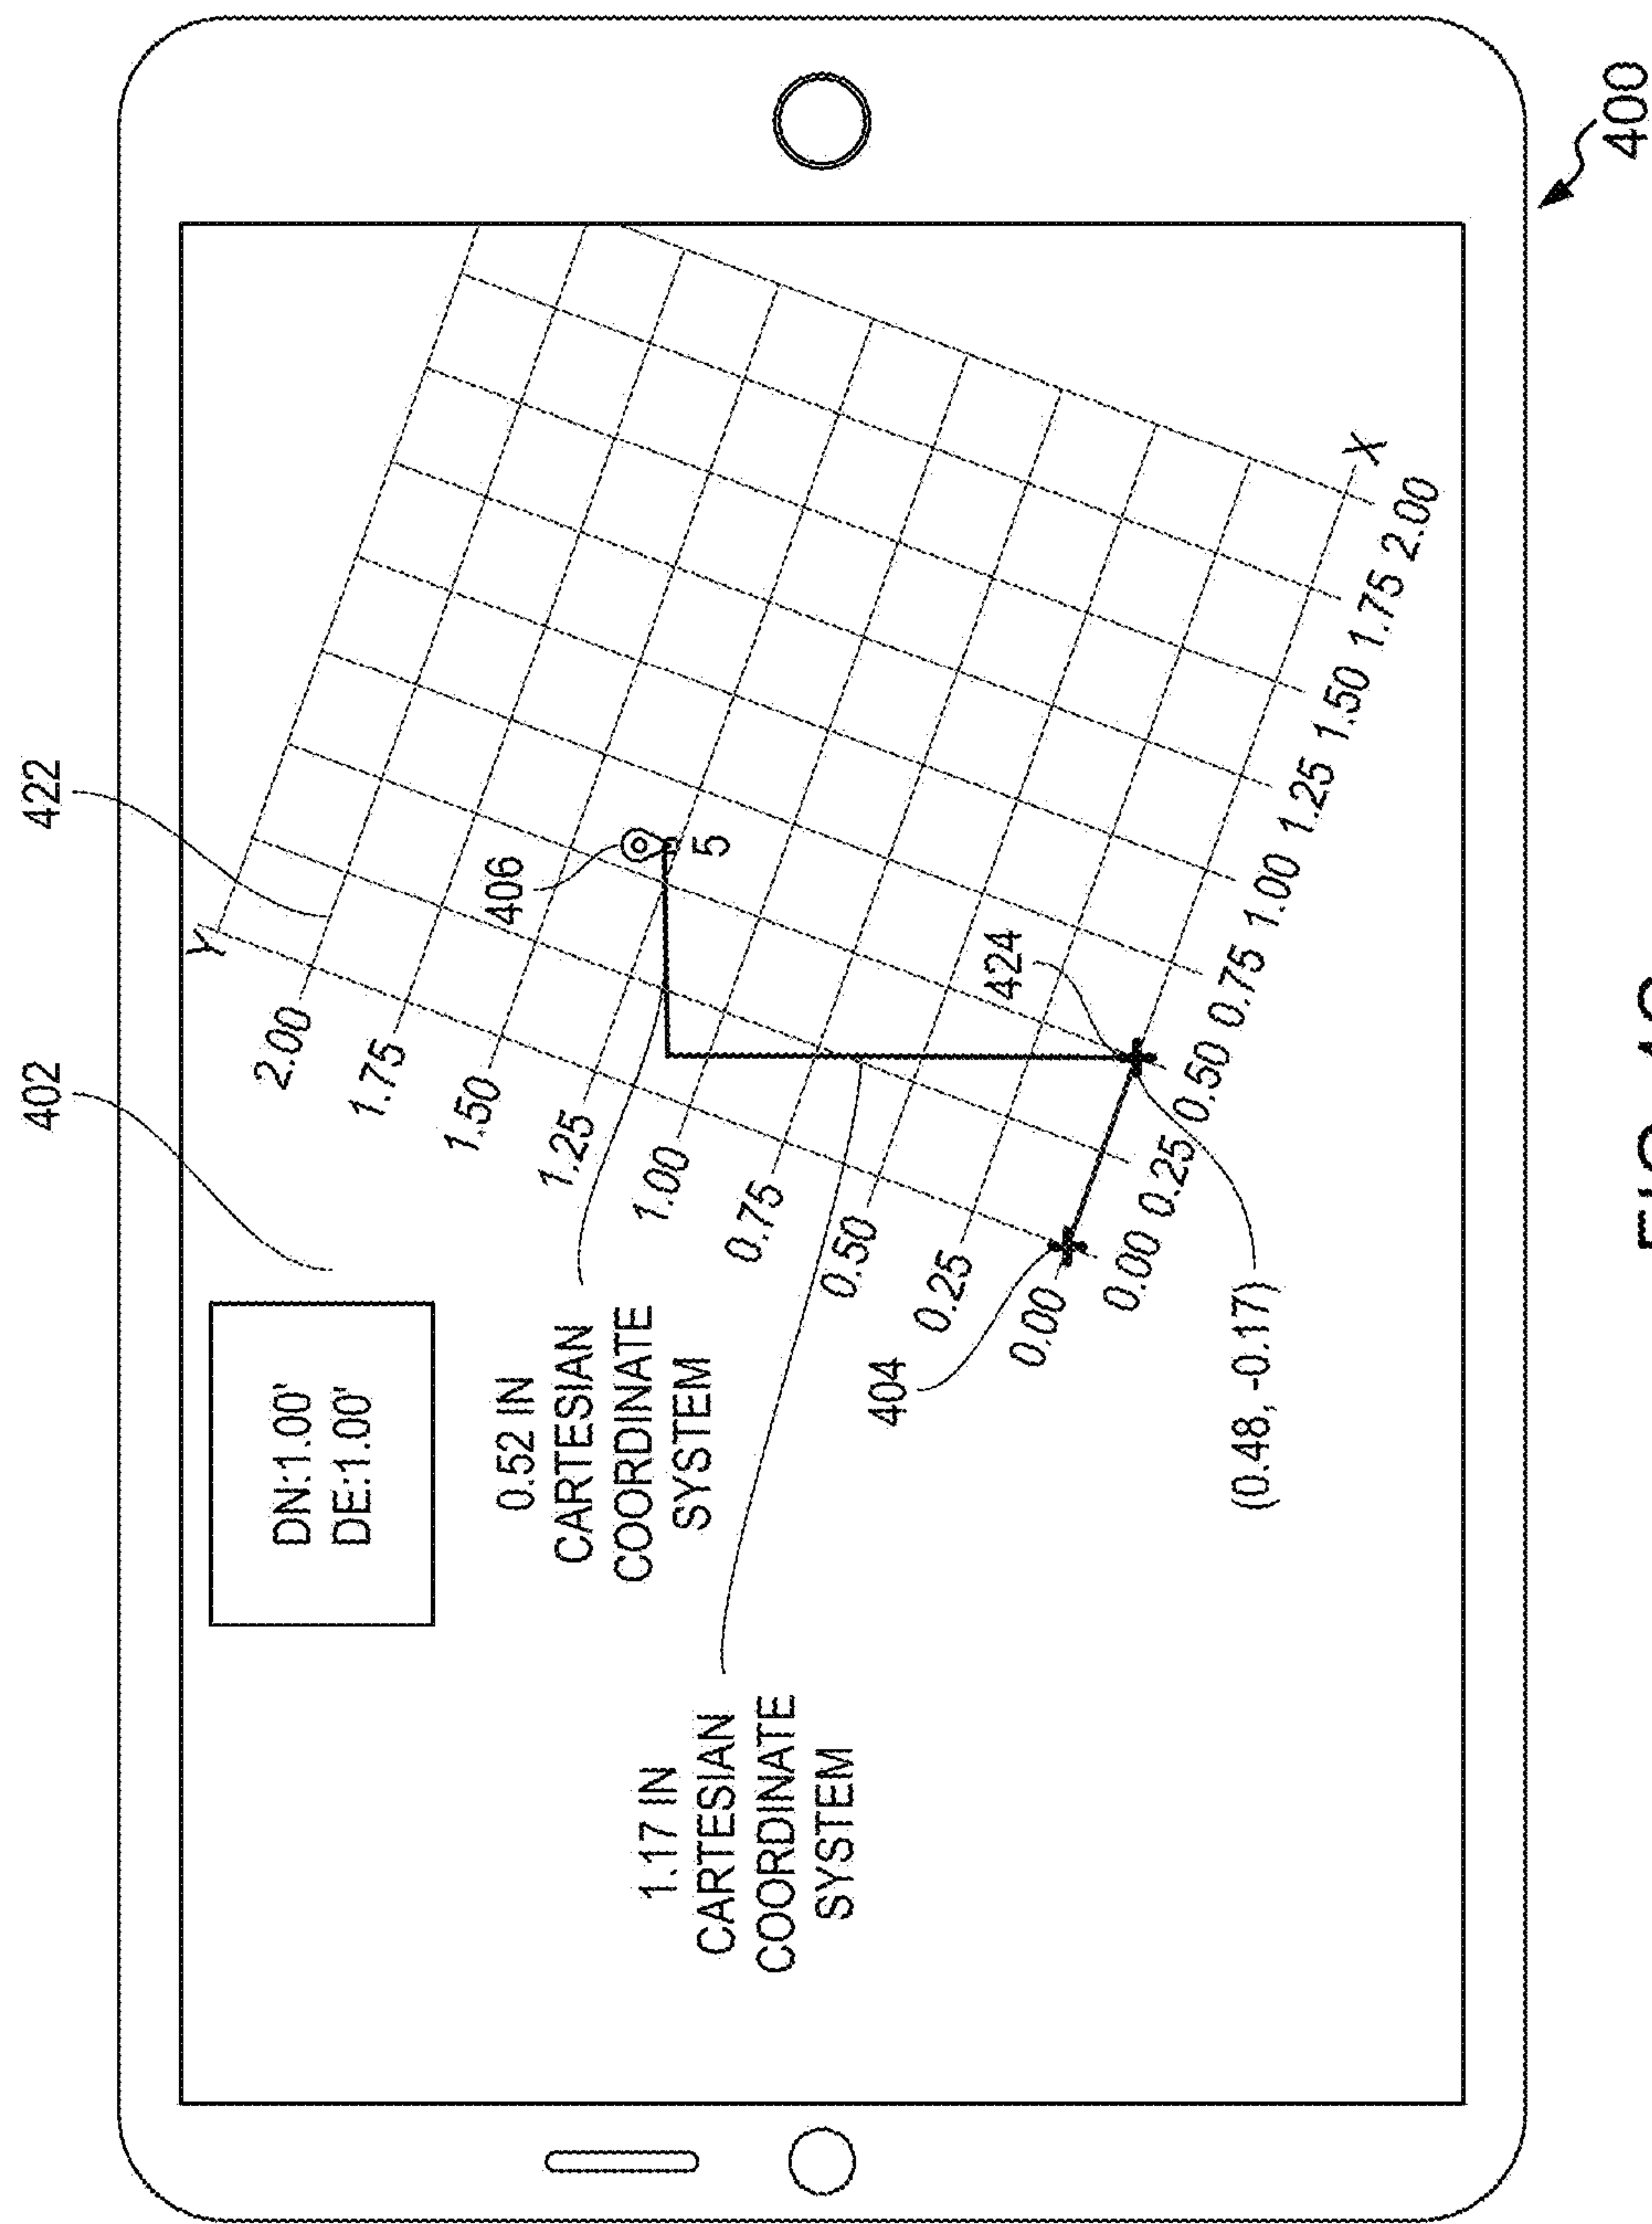 402
422
DN:1.00'
DE:1.00'
Y
2.00
1.75
1.50
1.25
1.00
0.75
0.50
0.25
0.00
406
5
0.52 IN
CARTESIAN
COORDINATE
SYSTEM
1.17 IN
CARTESIAN
COORDINATE
SYSTEM
404
424
0.00 0.25 0.50 0.75 1.00 1.25 1.50 1.75 2.00
X
(0.48, -0.17)
400